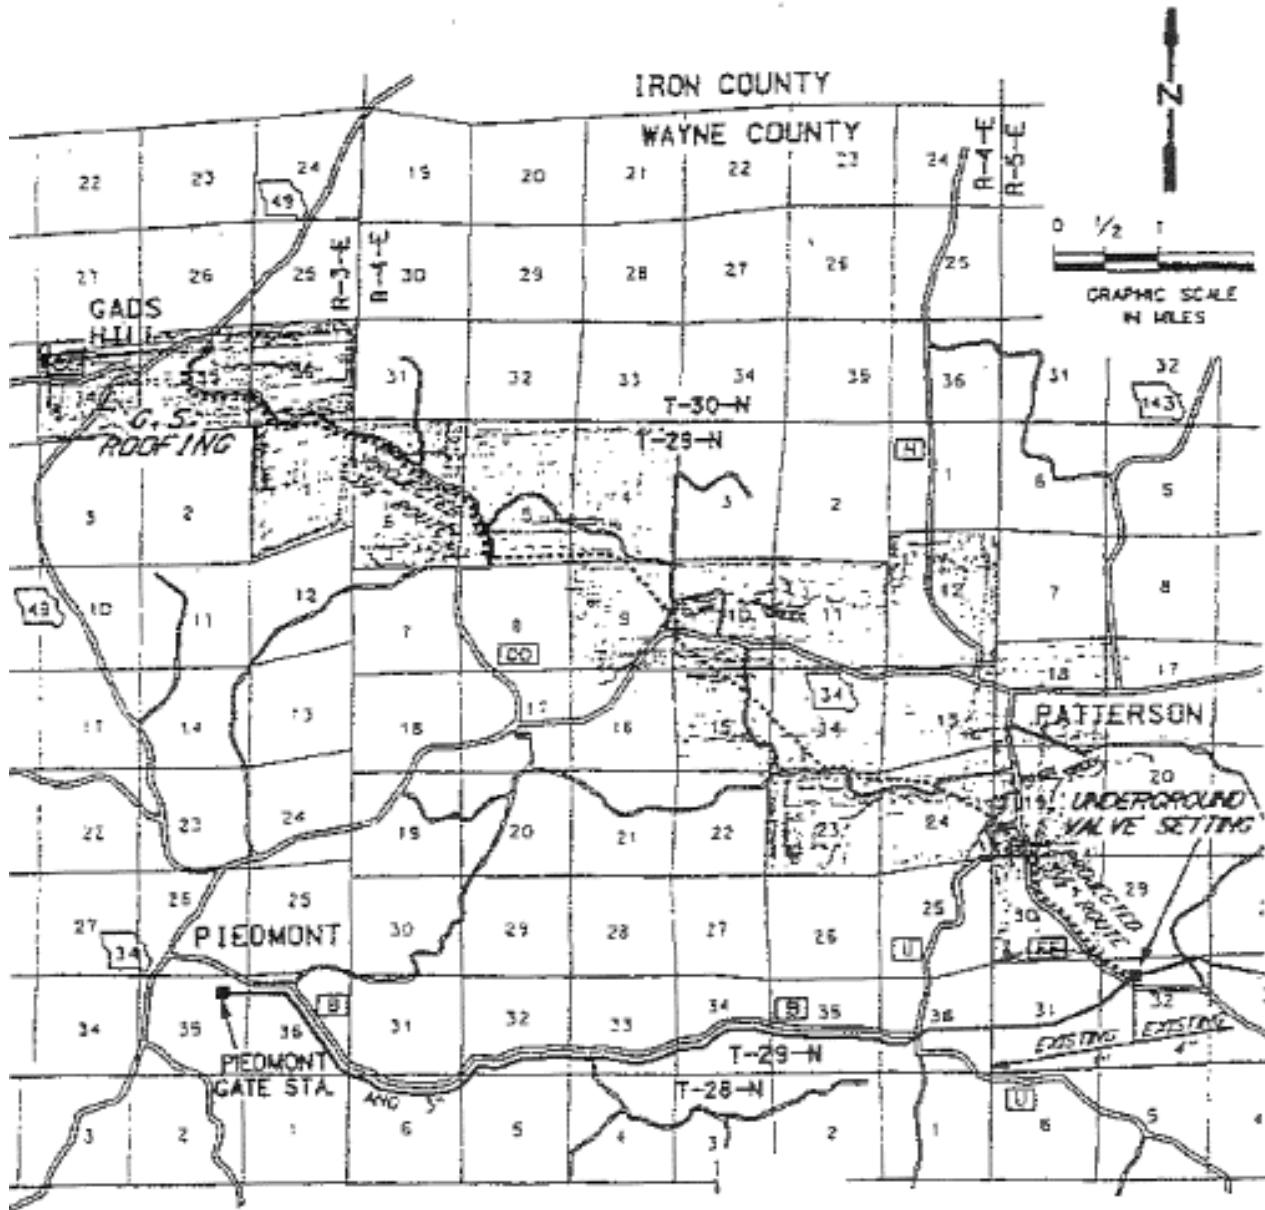 IRON COUNTY
WAYNE COUNTY
N
R-4-E
R-5-E
22 23 24 19 20 21 22 23 24
49
0 1/2 1
GRAPHIC SCALE
IN MILES
R-3-E
R-4-E
27 26 25 30 29 28 27 26 25
GADS
HILL
36 31 32 33 34 35 36 31 32
143
T-30-N
T-29-N
G. S.
ROOFING
H
3 2 6 5 4 3 2 1 6 5
49
10 11 12 7 8 9 10 11 12 7 8
DD
14 13 18 17 16 15 14 13 18 17
34
PATTERSON
22 23 24 19 20 21 22 23 24 19 20
UNDERGROUND
VALVE SETTING
PROJECTED
ROUTE
27 26 25 30 29 28 27 26 25 30 29
34
PIEDMONT
U
34 35 36 31 32 33 34 35 36 31 32
B
B
PIEDMONT
GATE STA.
EXISTING
EXISTING
4"
T-29-N
T-28-N
U
3 2 1 6 5 4 3 2 1 6 5 4